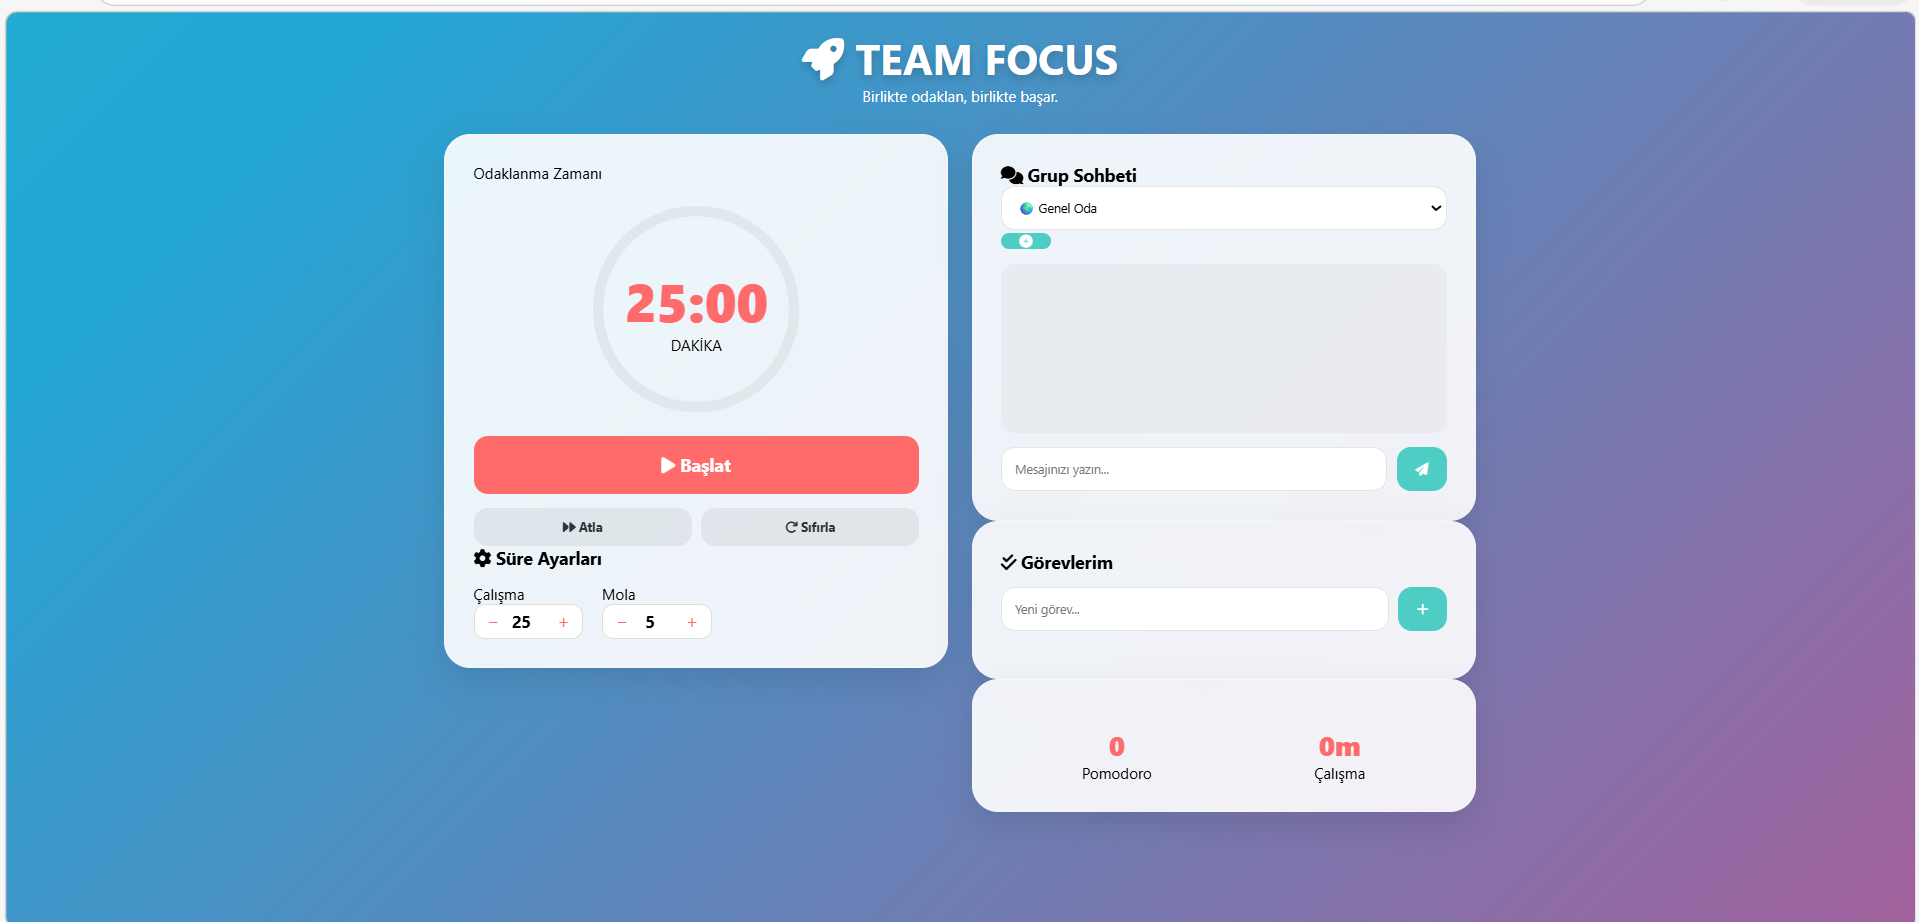 TEAM FOCUS
Birlikte odaklan, birlikte başar.
Odaklanma Zamanı
25:00
DAKİKA
Başlat
Atla
Sıfırla
Süre Ayarları
Çalışma
Mola
− 25 +
− 5 +
Grup Sohbeti
Genel Oda
+
Mesajınızı yazın...
Görevlerim
Yeni görev...
+
0
Pomodoro
0m
Çalışma